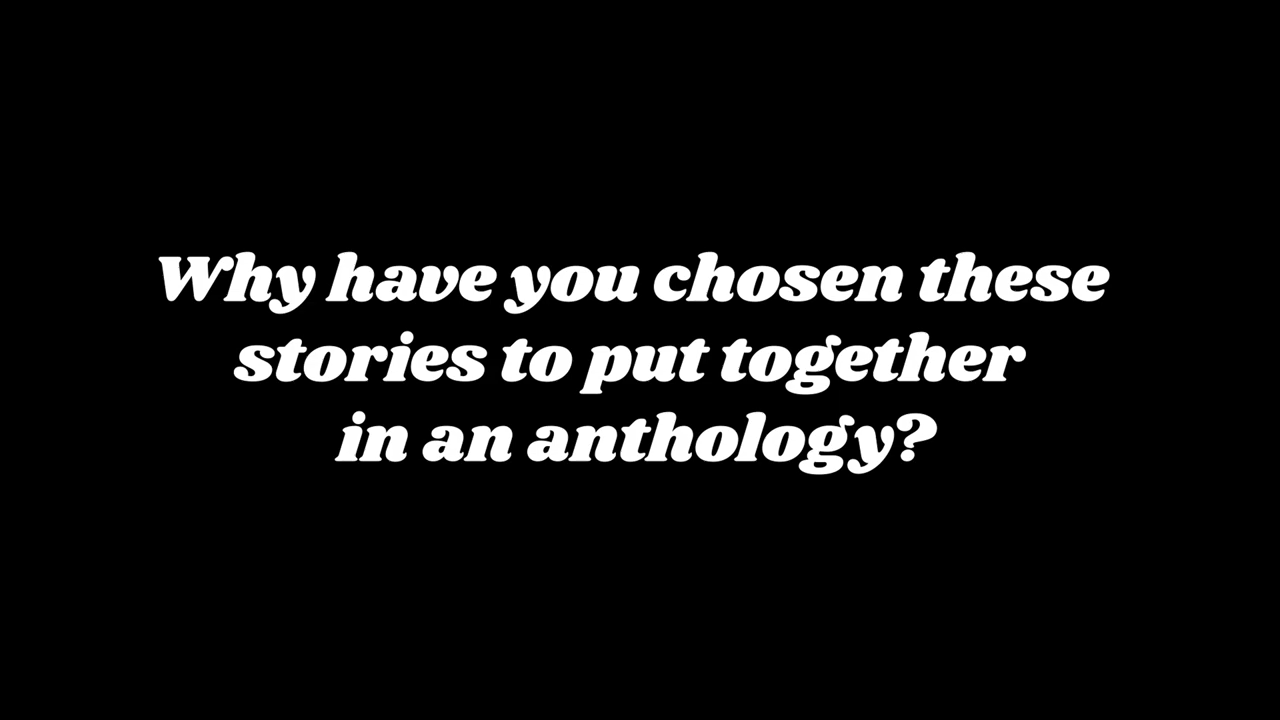 Why have you chosen these
stories to put together
in an anthology?